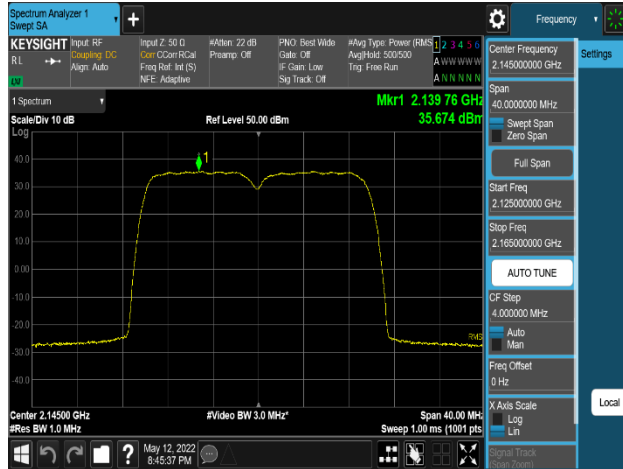 Spectrum Analyzer 1
Swept SA
+
Frequency
KEYSIGHT
R L
Input: RF
Coupling: DC
Align: Auto
Input Z: 50 Ω
Corr CCorr RCal
Freq Ref: Int (S)
NFE: Adaptive
#Atten: 22 dB
Preamp: Off
PNO: Best Wide
Gate: Off
IF Gain: Low
Sig Track: Off
#Avg Type: Power (RMS
Avg|Hold: 500/500
Trig: Free Run
1 2 3 4 5 6
A W W W W W
A N N N N N
1 Spectrum
Scale/Div 10 dB
Log
Ref Level 50.00 dBm
Mkr1 2.139 76 GHz
35.674 dBm
40.0
30.0
20.0
10.0
0.00
-10.0
-20.0
-30.0
-40.0
1
RMS
Center 2.14500 GHz
#Res BW 1.0 MHz
#Video BW 3.0 MHz*
Span 40.00 MHz
Sweep 1.00 ms (1001 pts)
May 12, 2022
8:45:37 PM
?
Center Frequency
2.145000000 GHz
Settings
Span
40.0000000 MHz
Swept Span
Zero Span
Full Span
Start Freq
2.125000000 GHz
Stop Freq
2.165000000 GHz
AUTO TUNE
CF Step
4.000000 MHz
Auto
Man
Freq Offset
0 Hz
X Axis Scale
Log
Lin
Local
Signal Track
(Span Zoom)